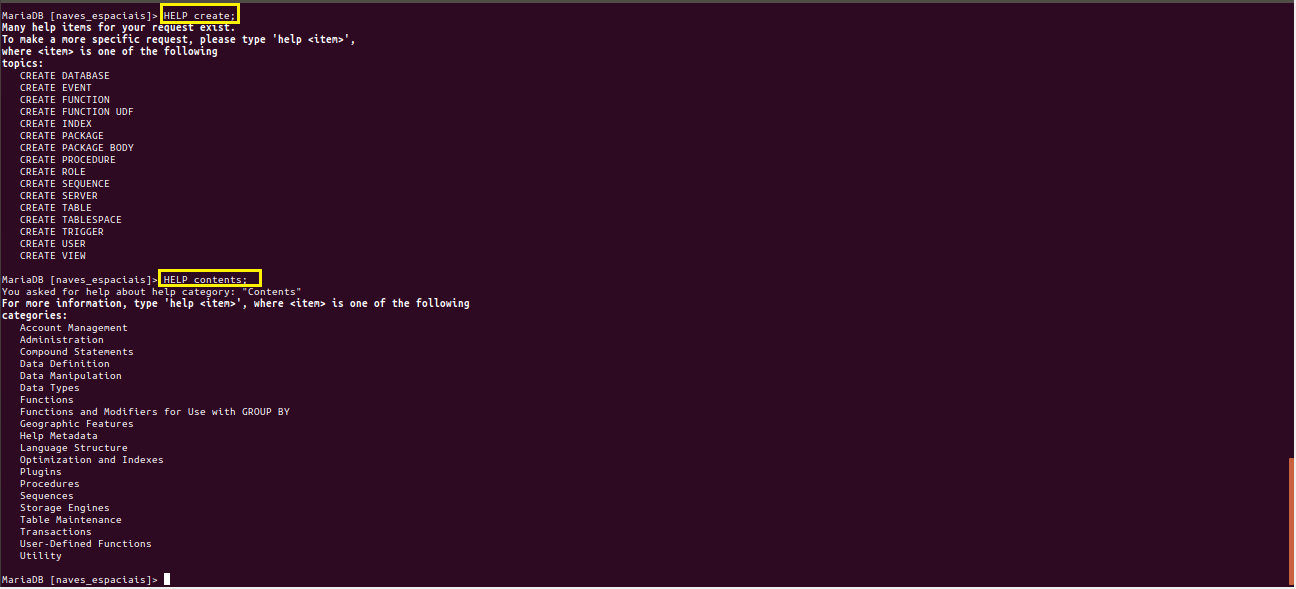 MariaDB [naves_espaciais]> HELP create;
Many help items for your request exist.
To make a more specific request, please type 'help <item>',
where <item> is one of the following
topics:
   CREATE DATABASE
   CREATE EVENT
   CREATE FUNCTION
   CREATE FUNCTION UDF
   CREATE INDEX
   CREATE PACKAGE
   CREATE PACKAGE BODY
   CREATE PROCEDURE
   CREATE ROLE
   CREATE SEQUENCE
   CREATE SERVER
   CREATE TABLE
   CREATE TABLESPACE
   CREATE TRIGGER
   CREATE USER
   CREATE VIEW

MariaDB [naves_espaciais]> HELP contents;
You asked for help about help category: "Contents"
For more information, type 'help <item>', where <item> is one of the following
categories:
   Account Management
   Administration
   Compound Statements
   Data Definition
   Data Manipulation
   Data Types
   Functions
   Functions and Modifiers for Use with GROUP BY
   Geographic Features
   Help Metadata
   Language Structure
   Optimization and Indexes
   Plugins
   Procedures
   Sequences
   Storage Engines
   Table Maintenance
   Transactions
   User-Defined Functions
   Utility

MariaDB [naves_espaciais]>